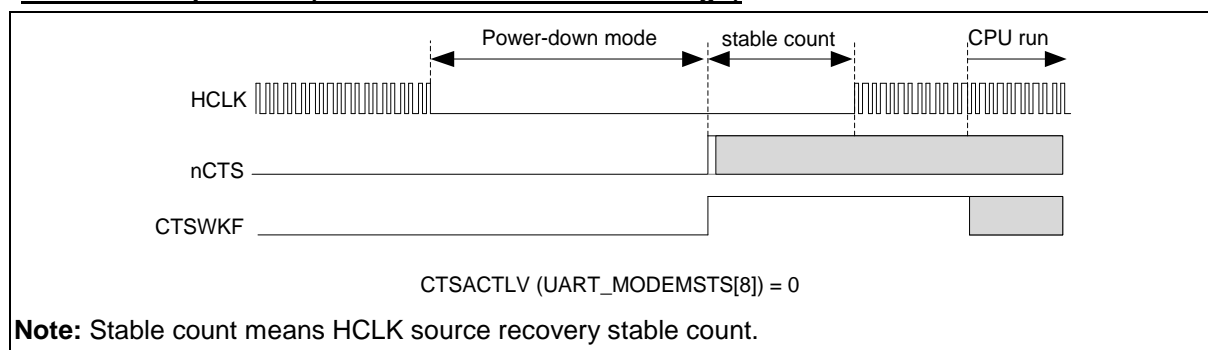 Power-down mode stable count CPU run
HCLK
nCTS
CTSWKF
CTSACTLV (UART_MODEMSTS[8]) = 0
Note: Stable count means HCLK source recovery stable count.